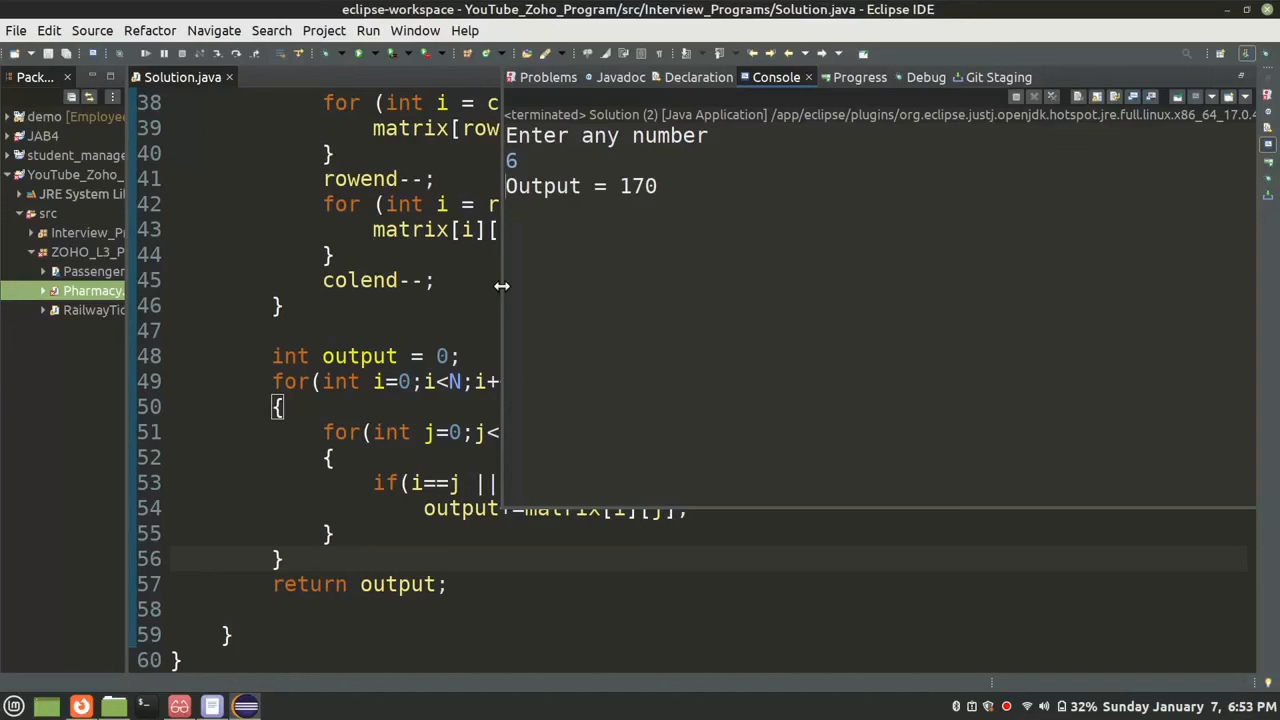 eclipse-workspace - YouTube_Zoho_Program/src/Interview_Programs/Solution.java - Eclipse IDE
File Edit Source Refactor Navigate Search Project Run Window Help
Pack... Solution.java Problems Javadoc Declaration Console Progress Debug Git Staging
demo [Employee
JAB4
student_manage
YouTube_Zoho_
JRE System Lib
src
Interview_Pr
ZOHO_L3_P
Passenger
Pharmacy.
RailwayTic
38 for (int i = c
39 matrix[row
40 }
41 rowend--;
42 for (int i = r
43 matrix[i][
44 }
45 colend--;
46 }
47
48 int output = 0;
49 for(int i=0;i<N;i+
50 {
51 for(int j=0;j<
52 {
53 if(i==j ||
54 output+=matrix[i][j];
55 }
56 }
57 return output;
58
59 }
60 }
<terminated> Solution (2) [Java Application] /app/eclipse/plugins/org.eclipse.justj.openjdk.hotspot.jre.full.linux.x86_64_17.0.4
Enter any number
6
Output = 170
32% Sunday January 7, 6:53 PM